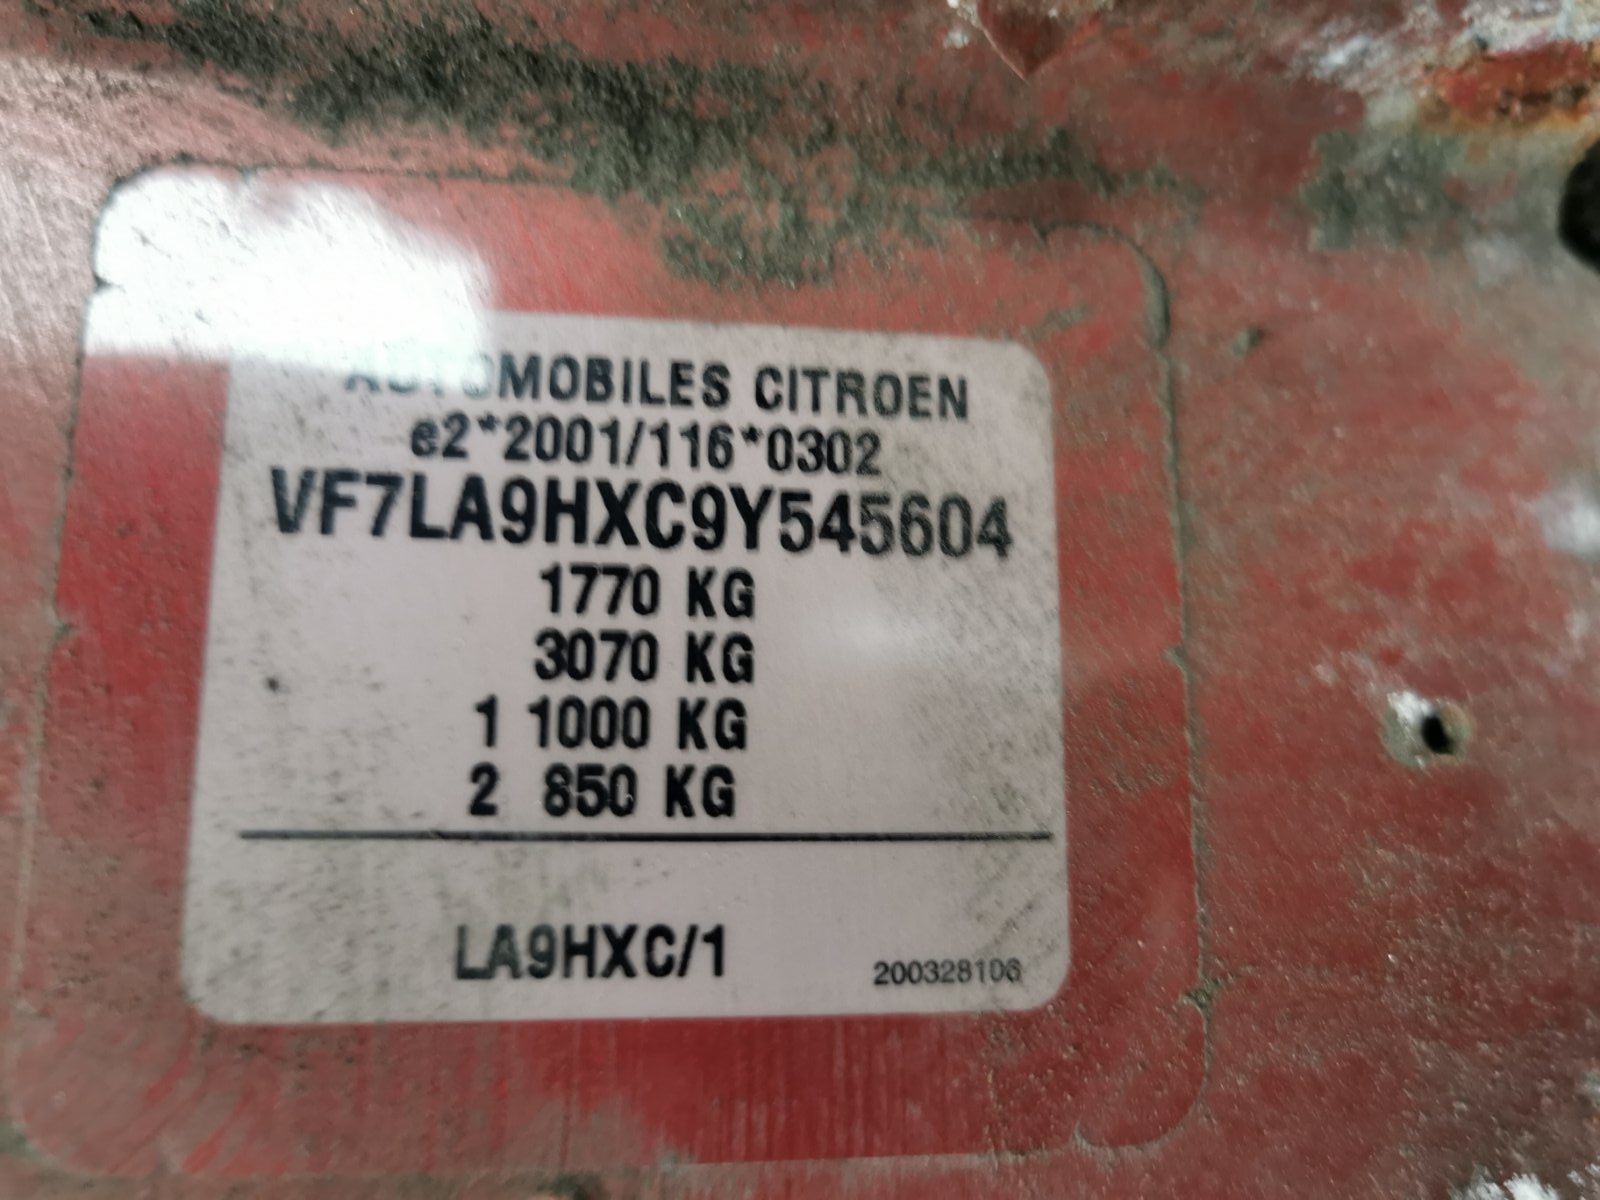 AUTOMOBILES CITROEN
e2*2001/116*0302
VF7LA9HXC9Y545604
1770 KG
3070 KG
1 1000 KG
2 850 KG
LA9HXC/1
200328106